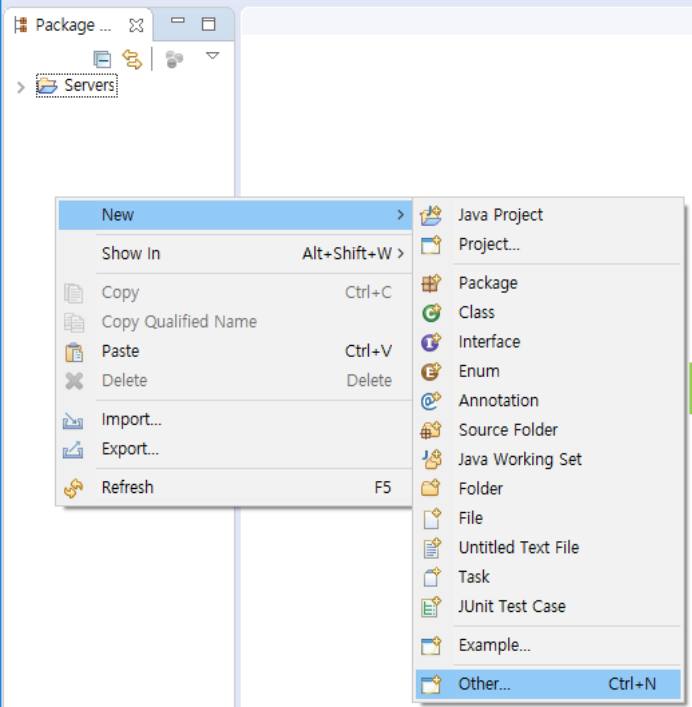 Package ...
Servers
New
Show In Alt+Shift+W
Copy Ctrl+C
Copy Qualified Name
Paste Ctrl+V
Delete Delete
Import...
Export...
Refresh F5
Java Project
Project...
Package
Class
Interface
Enum
Annotation
Source Folder
Java Working Set
Folder
File
Untitled Text File
Task
JUnit Test Case
Example...
Other... Ctrl+N